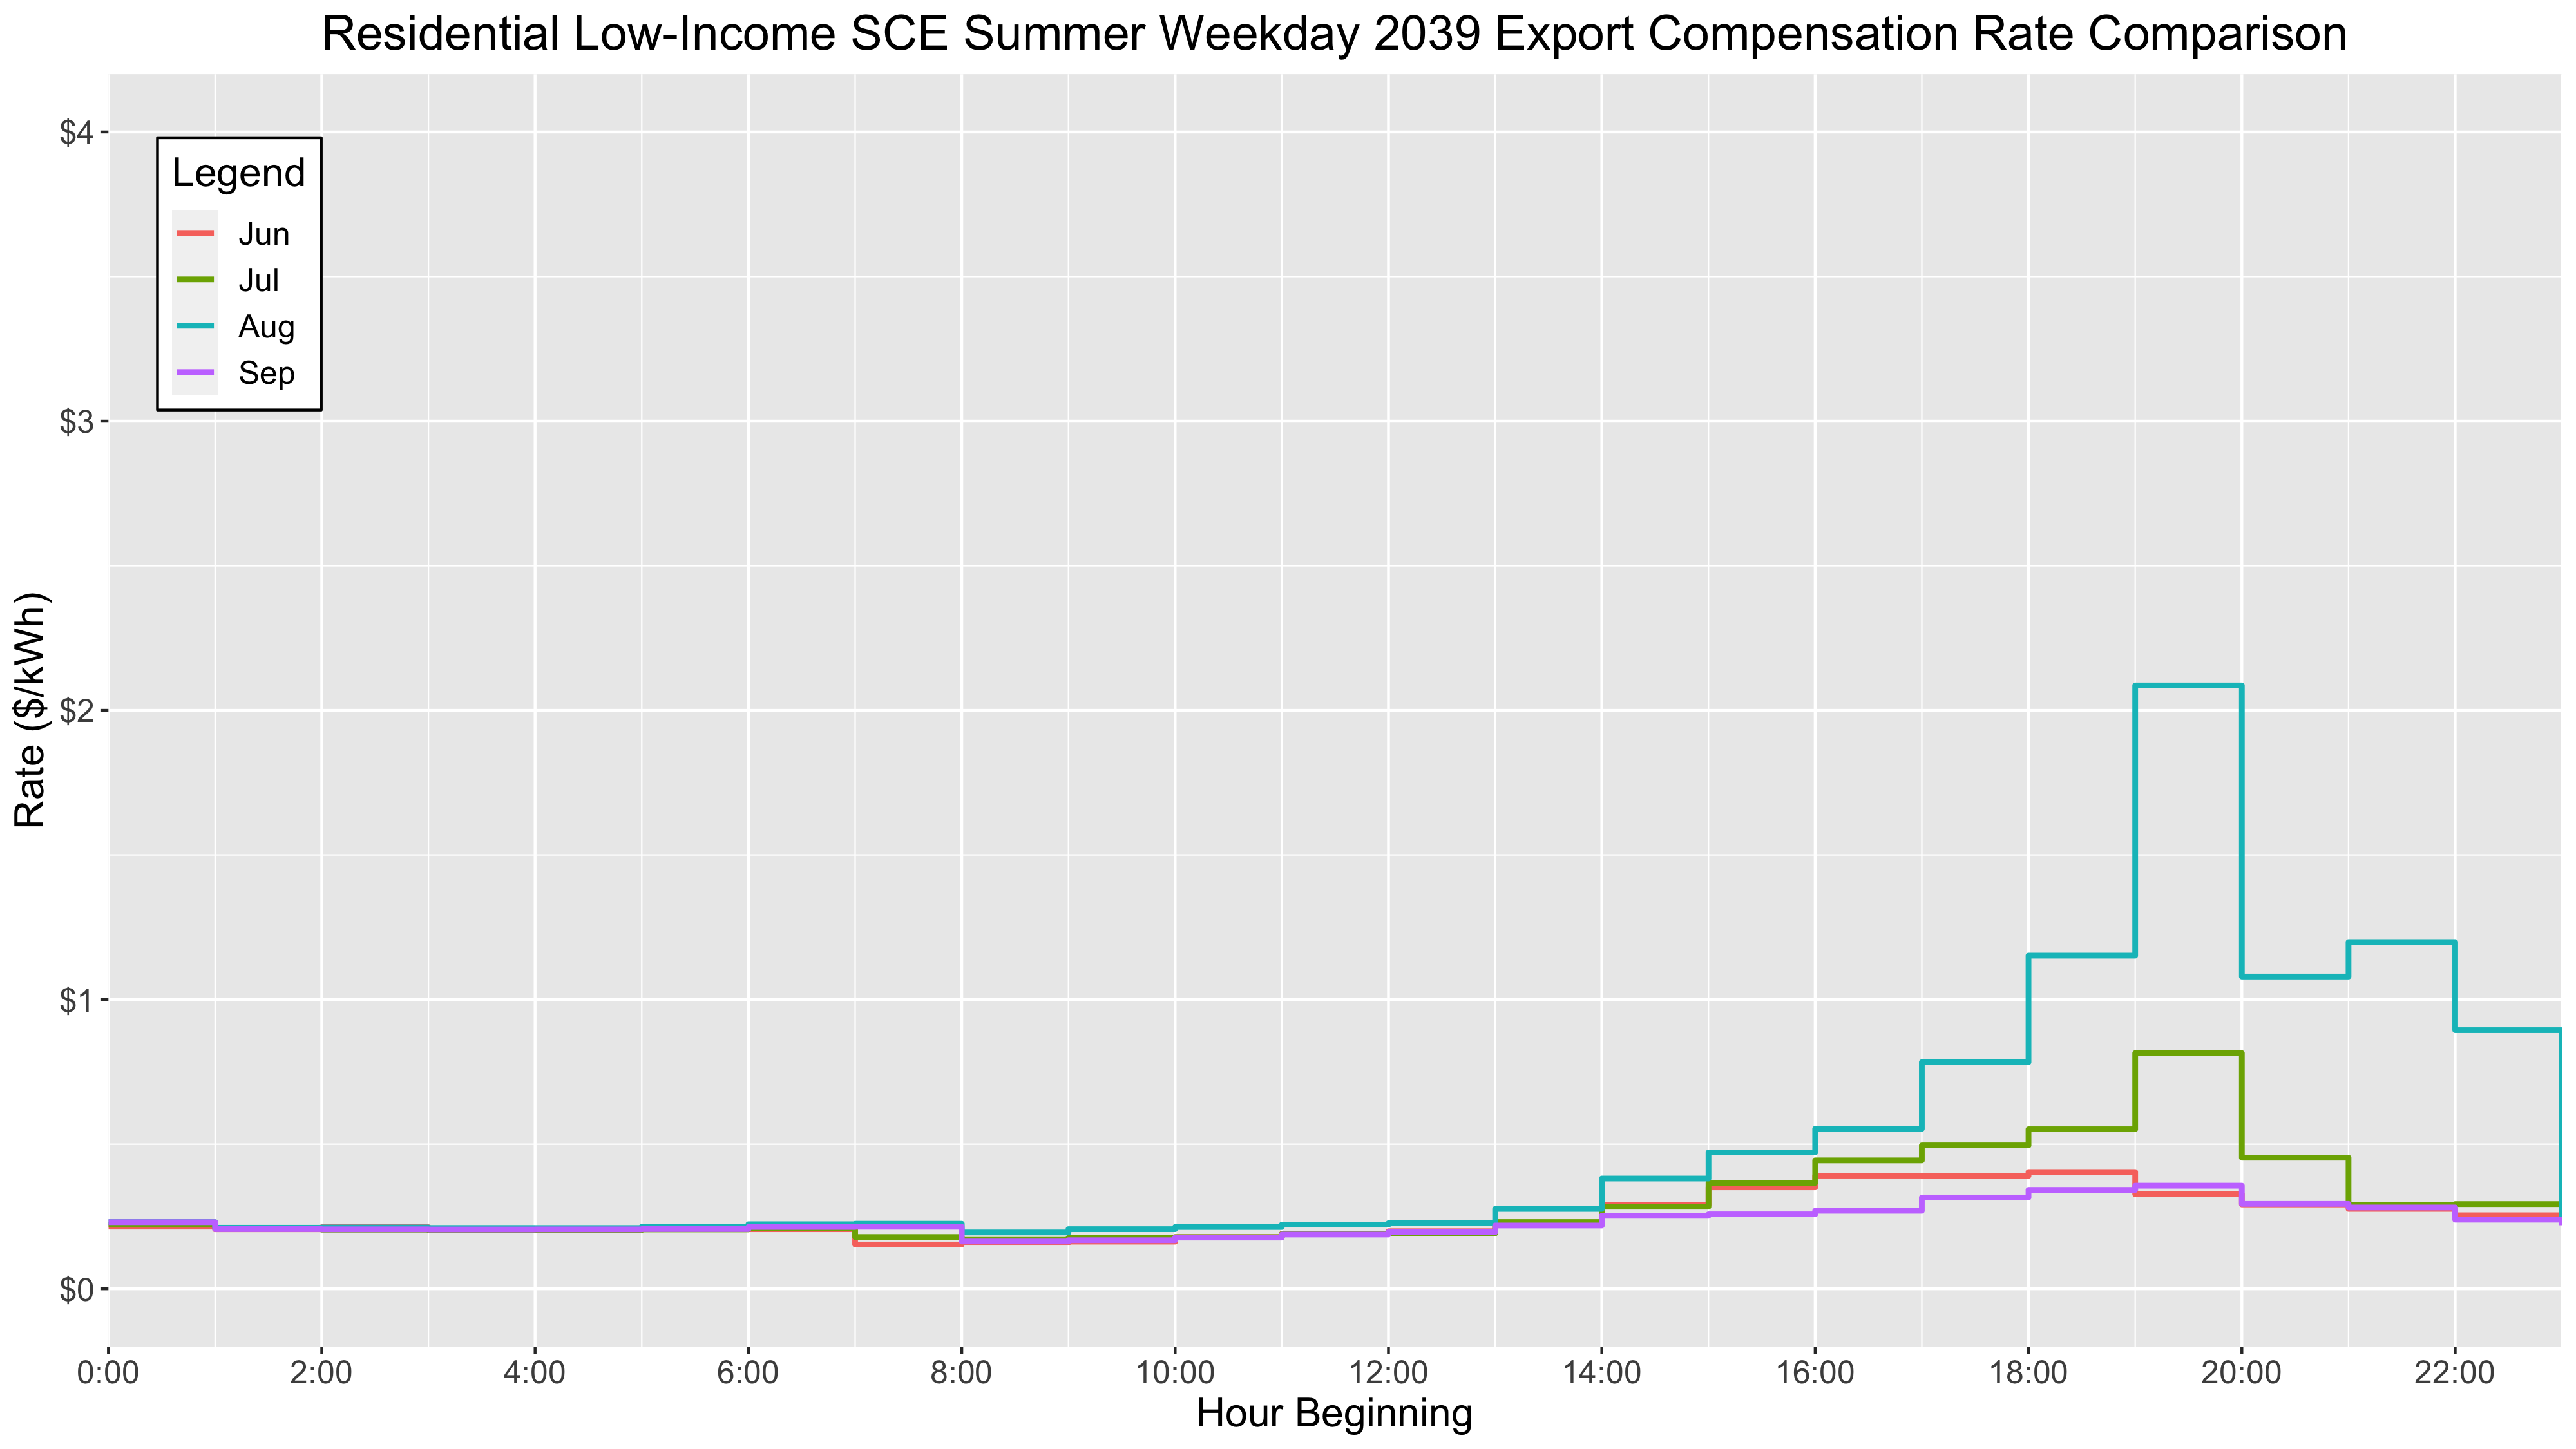 Residential Low-Income SCE Summer Weekday 2039 Export Compensation Rate Comparison
$4
$3
$2
$1
$0
Rate ($/kWh)
Legend
Jun
Jul
Aug
Sep
0:00 2:00 4:00 6:00 8:00 10:00 12:00 14:00 16:00 18:00 20:00 22:00
Hour Beginning